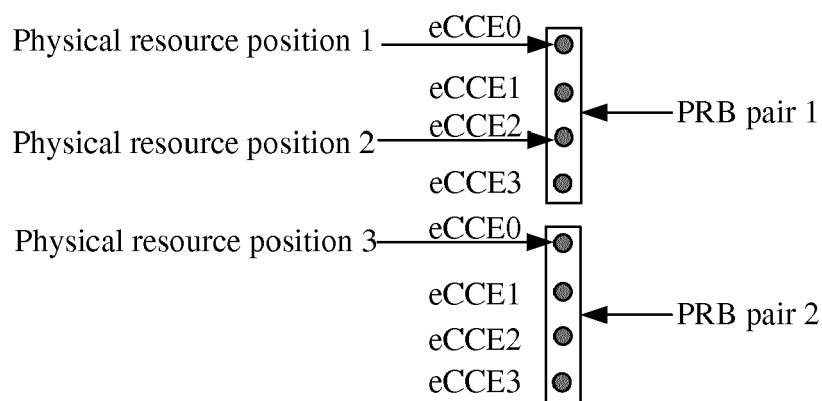 Physical resource position 1
eCCE0
eCCE1
PRB pair 1
eCCE2
Physical resource position 2
eCCE3
Physical resource position 3
eCCE0
eCCE1
PRB pair 2
eCCE2
eCCE3